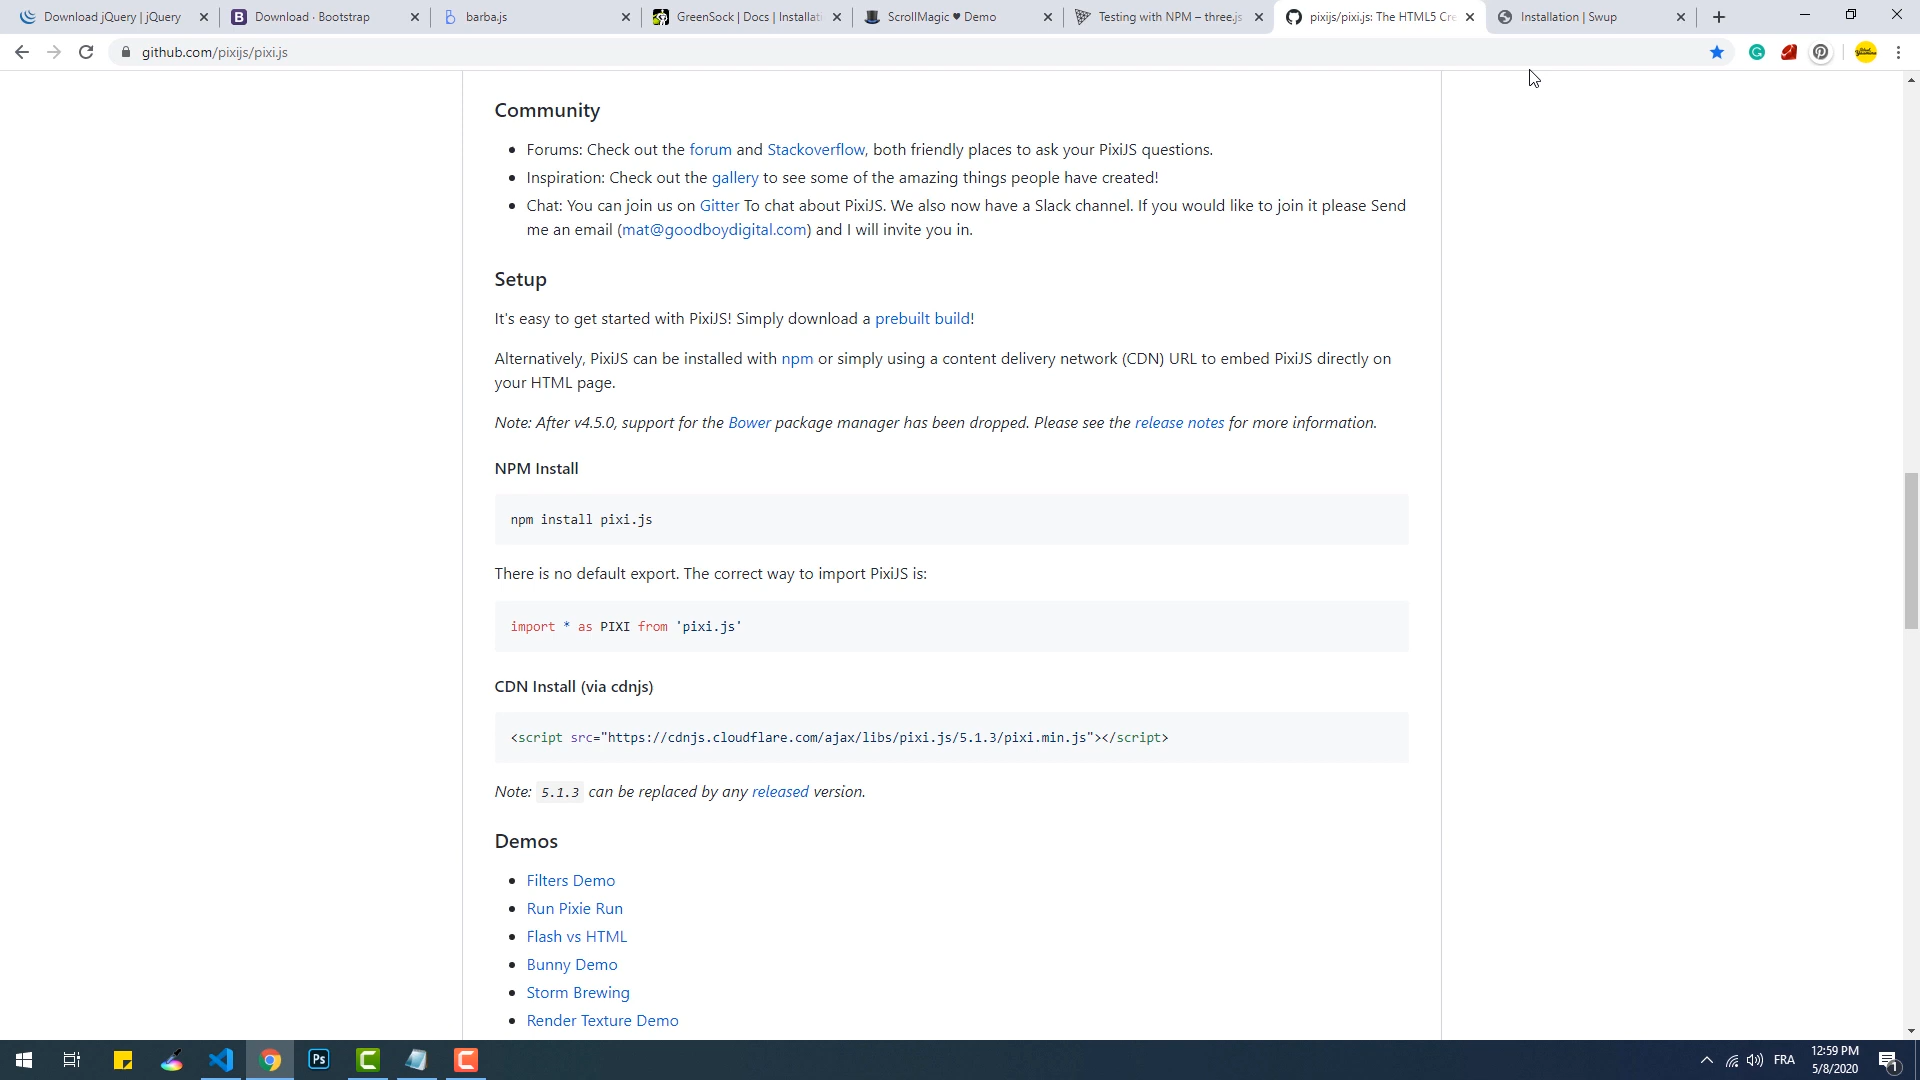 Download jQuery | jQuery
Download · Bootstrap
barba.js
GreenSock | Docs | Installati
ScrollMagic ♥ Demo
Testing with NPM – three.js
pixijs/pixi.js: The HTML5 Cre
Installation | Swup
github.com/pixijs/pixi.js
Community
Forums: Check out the forum and Stackoverflow, both friendly places to ask your PixiJS questions.
Inspiration: Check out the gallery to see some of the amazing things people have created!
Chat: You can join us on Gitter To chat about PixiJS. We also now have a Slack channel. If you would like to join it please Send
me an email (mat@goodboydigital.com) and I will invite you in.
Setup
It's easy to get started with PixiJS! Simply download a prebuilt build!
Alternatively, PixiJS can be installed with npm or simply using a content delivery network (CDN) URL to embed PixiJS directly on
your HTML page.
Note: After v4.5.0, support for the Bower package manager has been dropped. Please see the release notes for more information.
NPM Install
npm install pixi.js
There is no default export. The correct way to import PixiJS is:
import * as PIXI from 'pixi.js'
CDN Install (via cdnjs)
<script src="https://cdnjs.cloudflare.com/ajax/libs/pixi.js/5.1.3/pixi.min.js"></script>
Note: 5.1.3 can be replaced by any released version.
Demos
Filters Demo
Run Pixie Run
Flash vs HTML
Bunny Demo
Storm Brewing
Render Texture Demo
Ps
FRA
12:59 PM
5/8/2020
1